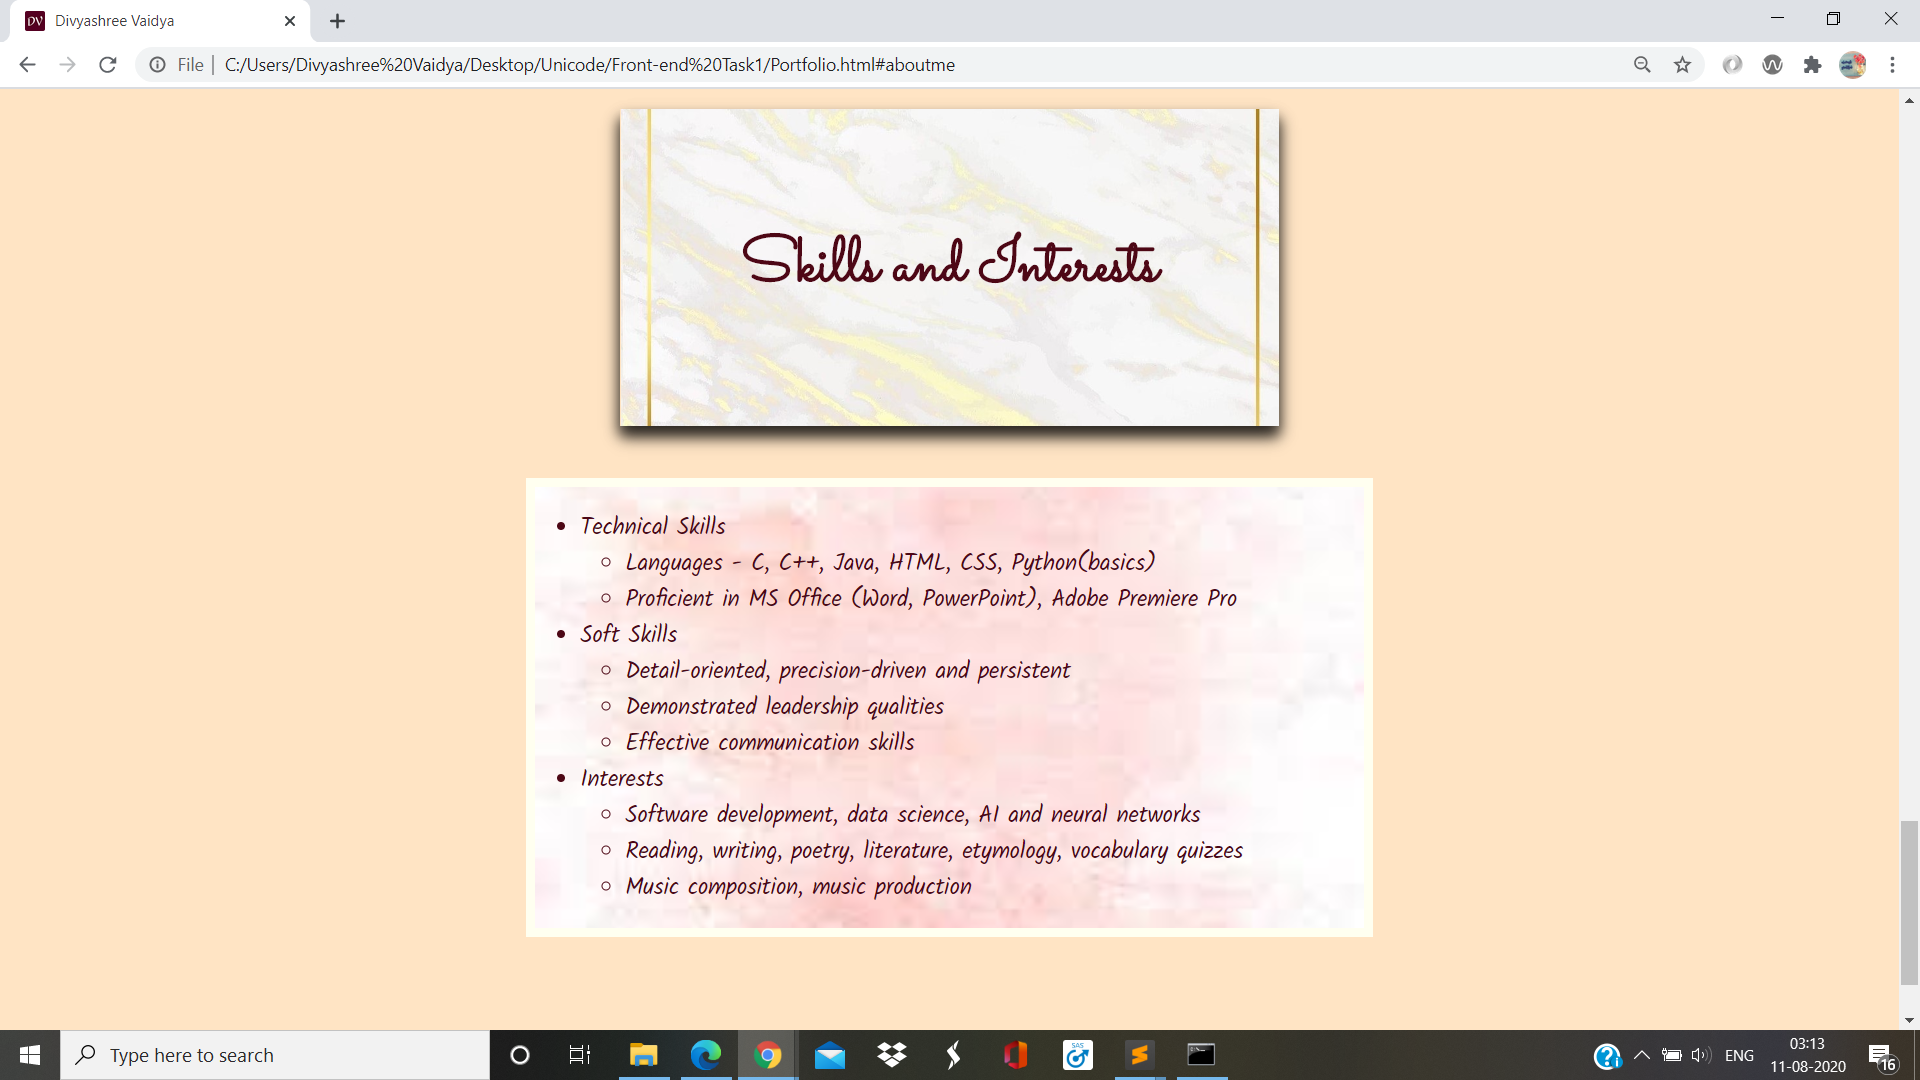 DV Divyashree Vaidya
File | C:/Users/Divyashree%20Vaidya/Desktop/Unicode/Front-end%20Task1/Portfolio.html#aboutme
Skills and Interests
Technical Skills
Languages - C, C++, Java, HTML, CSS, Python(basics)
Proficient in MS Office (Word, PowerPoint), Adobe Premiere Pro
Soft Skills
Detail-oriented, precision-driven and persistent
Demonstrated leadership qualities
Effective communication skills
Interests
Software development, data science, AI and neural networks
Reading, writing, poetry, literature, etymology, vocabulary quizzes
Music composition, music production
Type here to search
SAS
ENG
03:13
11-08-2020
16